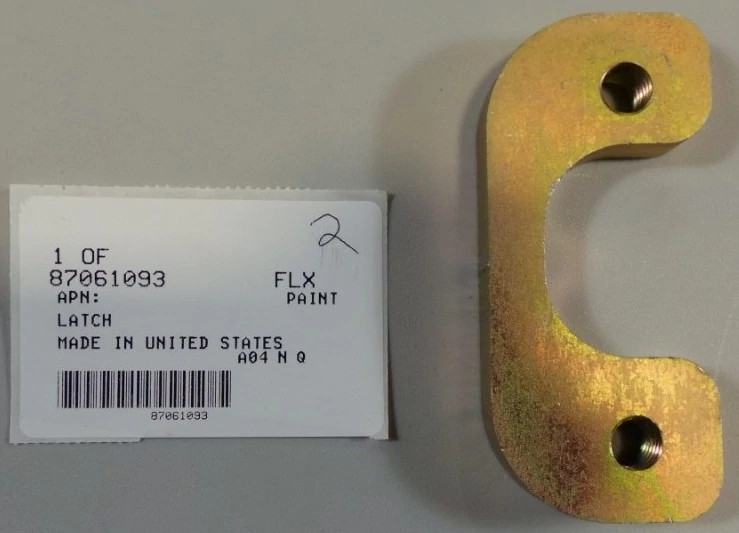 2
1 OF
87061093 FLX
APN: PAINT
LATCH
MADE IN UNITED STATES
A04 N Q
87061093